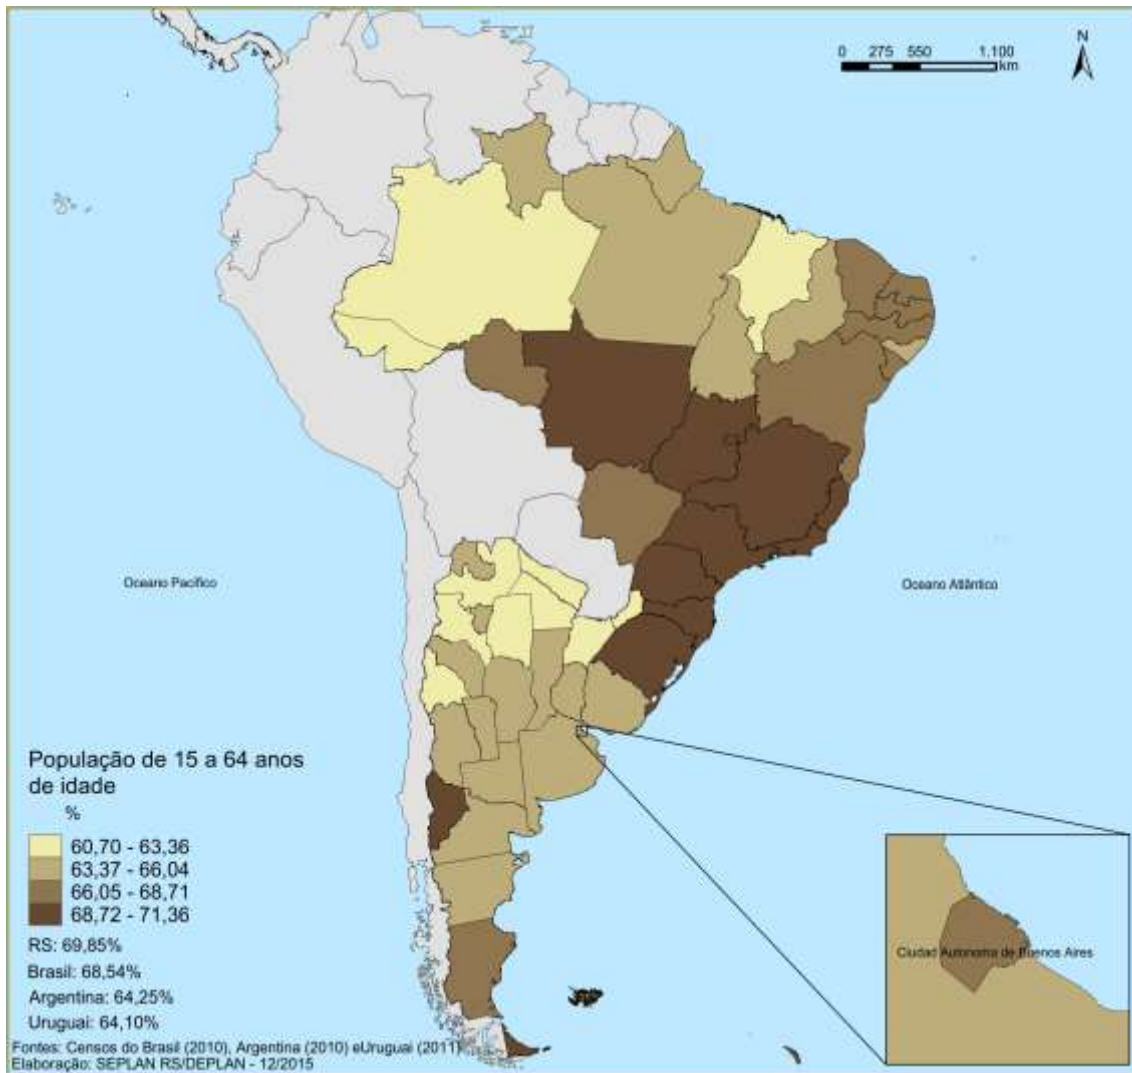 N
0 275 550 1.100
km
Oceano Pacífico
Oceano Atlântico
População de 15 a 64 anos
de idade
%
60,70 - 63,36
63,37 - 66,04
66,05 - 68,71
68,72 - 71,36
RS: 69,85%
Brasil: 68,54%
Argentina: 64,25%
Uruguai: 64,10%
Fontes: Censos do Brasil (2010), Argentina (2010) eUruguai (2011)
Elaboração: SEPLAN RS/DEPLAN - 12/2015
Ciudad Autonoma de Buenos Aires